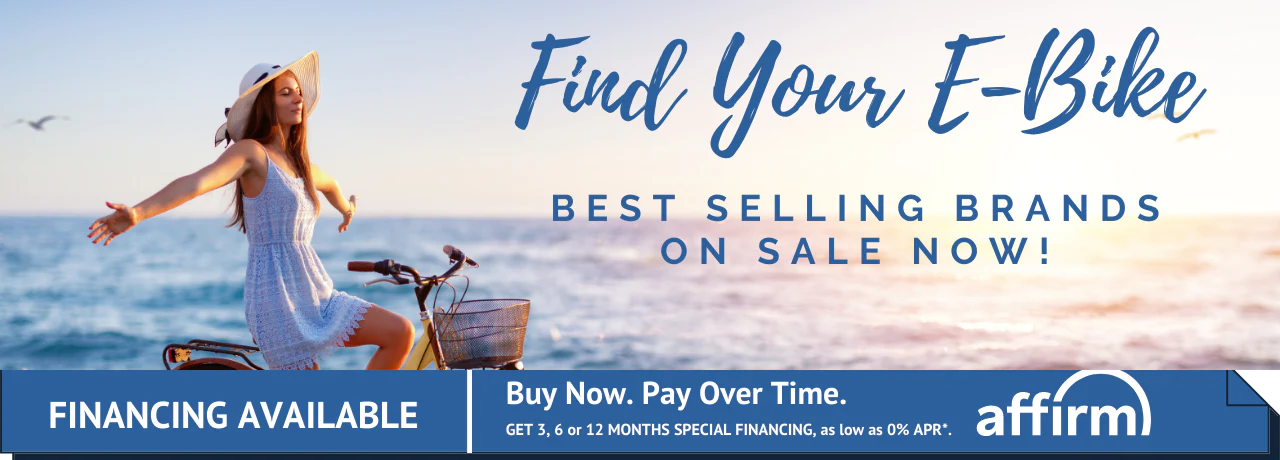 Find Your E-Bike
BEST SELLING BRANDS
ON SALE NOW!
FINANCING AVAILABLE
Buy Now. Pay Over Time.
GET 3, 6 or 12 MONTHS SPECIAL FINANCING, as low as 0% APR*.
affirm